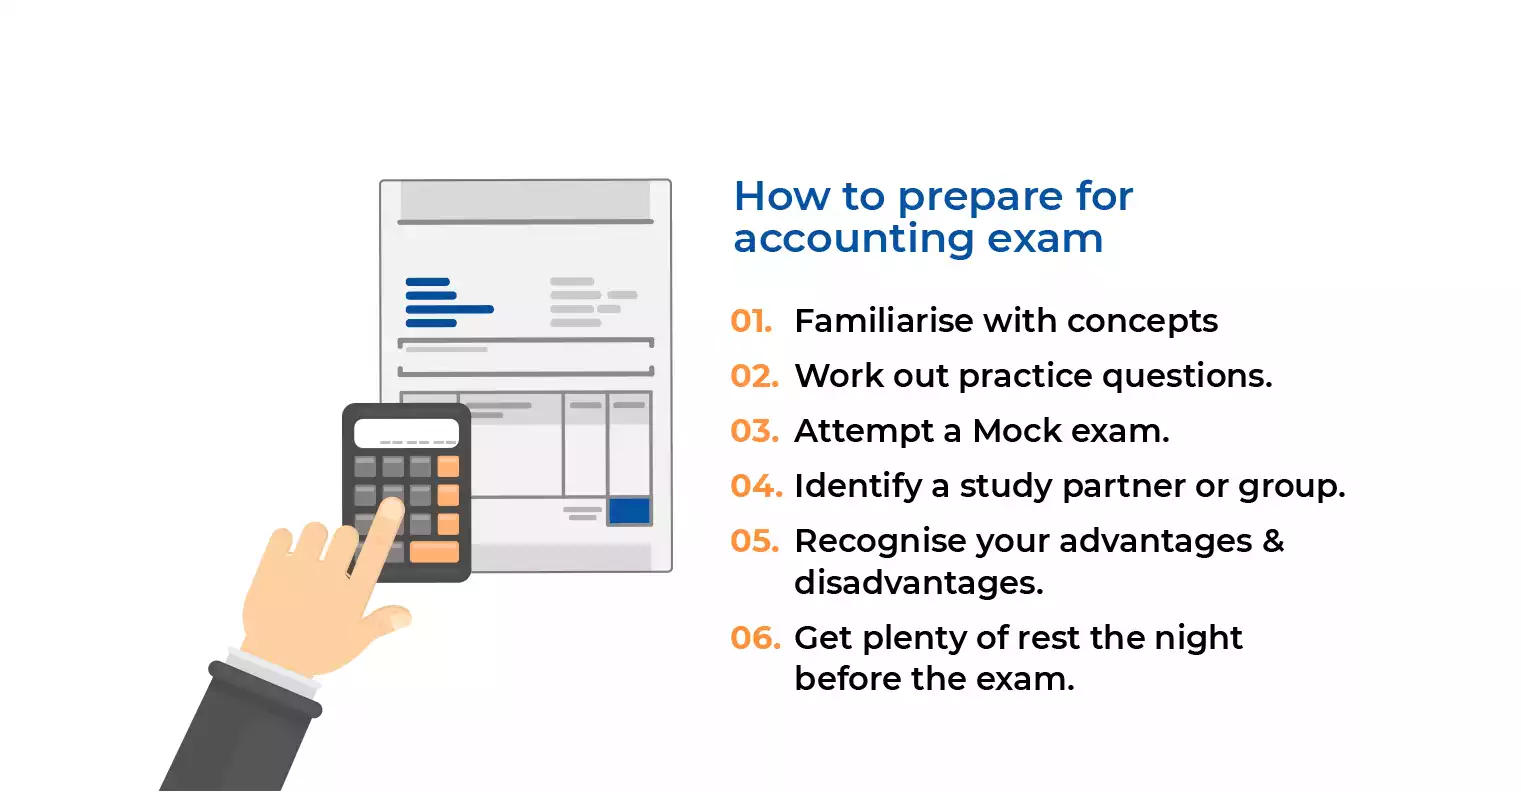 How to prepare for
accounting exam
01. Familiarise with concepts
02. Work out practice questions.
03. Attempt a Mock exam.
04. Identify a study partner or group.
05. Recognise your advantages &
disadvantages.
06. Get plenty of rest the night
before the exam.